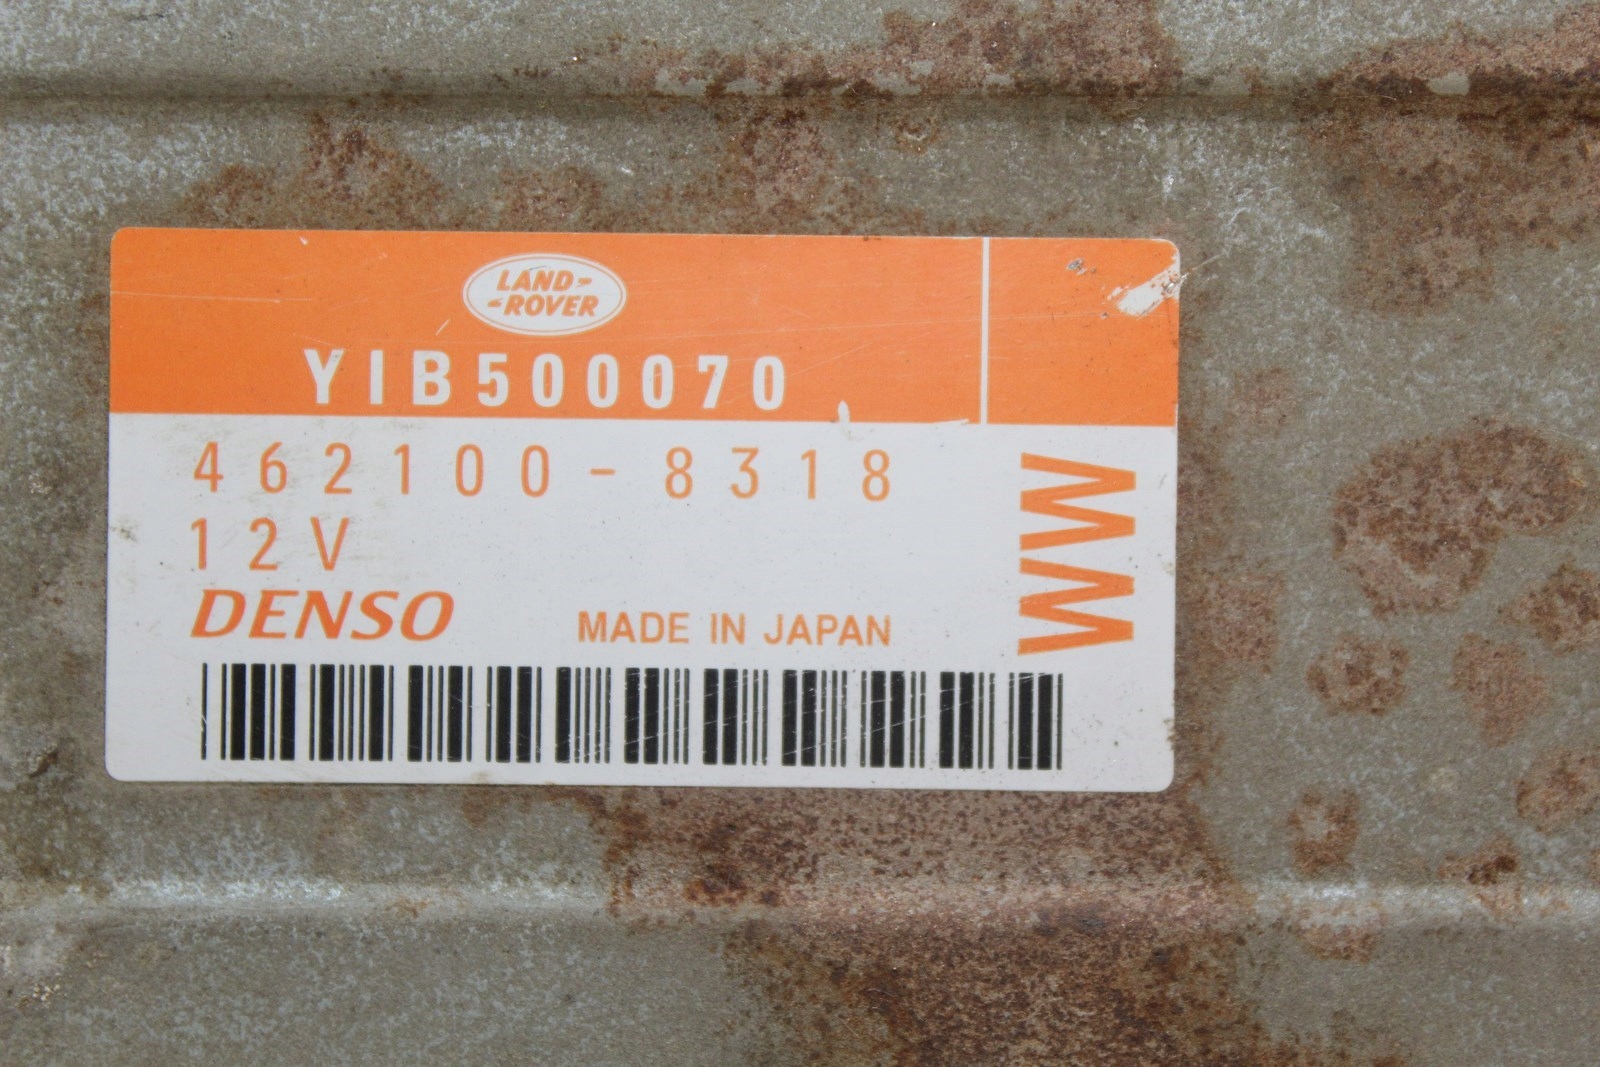 LAND-
-ROVER
YIB500070
462100-8318
12V
DENSO
MADE IN JAPAN
WW